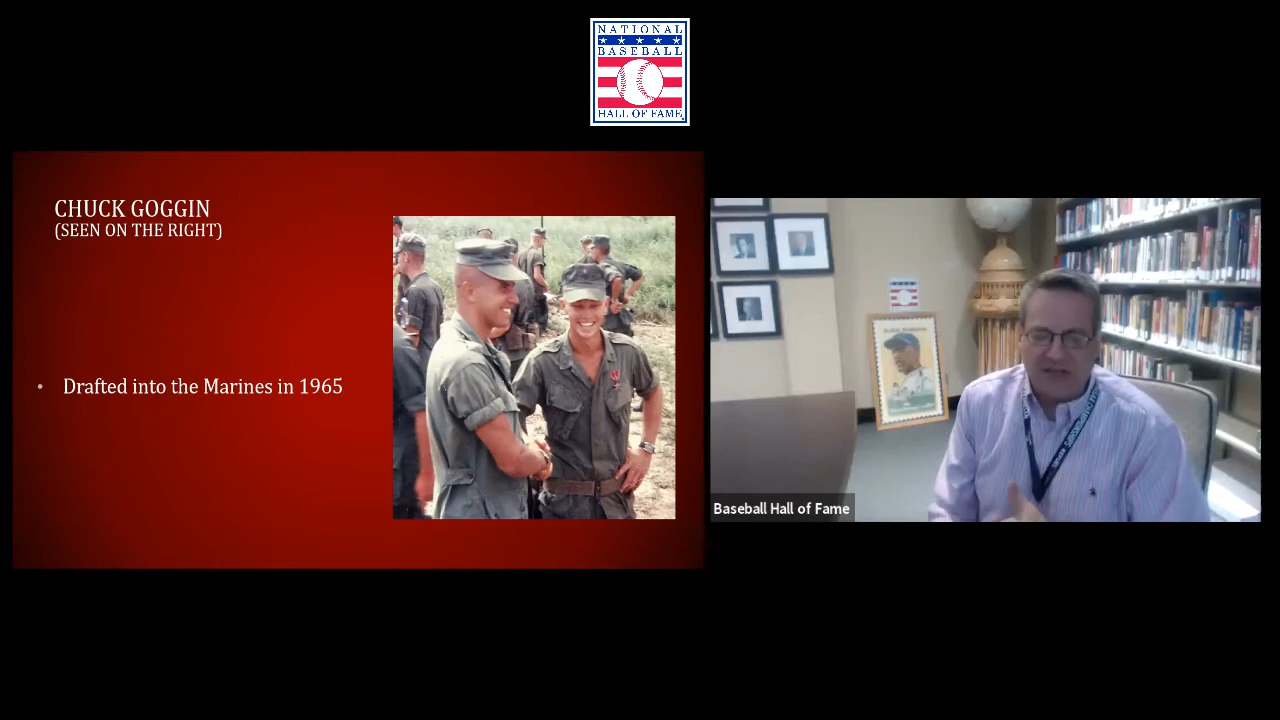 NATIONAL
BASEBALL
HALL OF FAME
CHUCK GOGGIN
(SEEN ON THE RIGHT)
• Drafted into the Marines in 1965
Baseball Hall of Fame